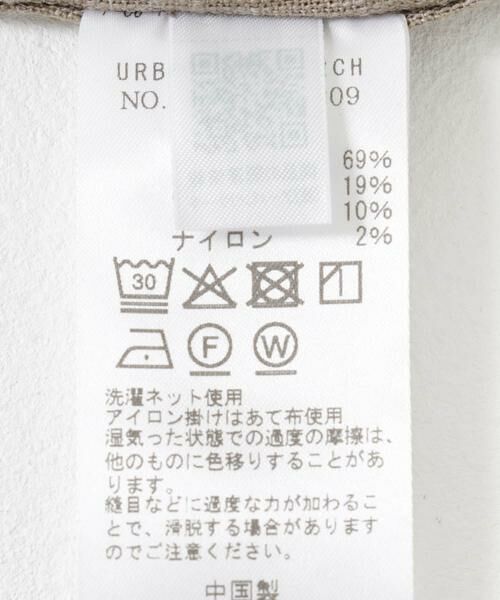 URB CH
NO. 09
69%
19%
10%
ナイロン 2%
30
F W
洗濯ネット使用
アイロン掛けはあて布使用
湿気った状態での過度の摩擦は、
他のものに色移りすることがあ
ります。
縫目などに過度な力が加わるこ
とで、滑脱する場合があります
のでご注意ください。
中国製